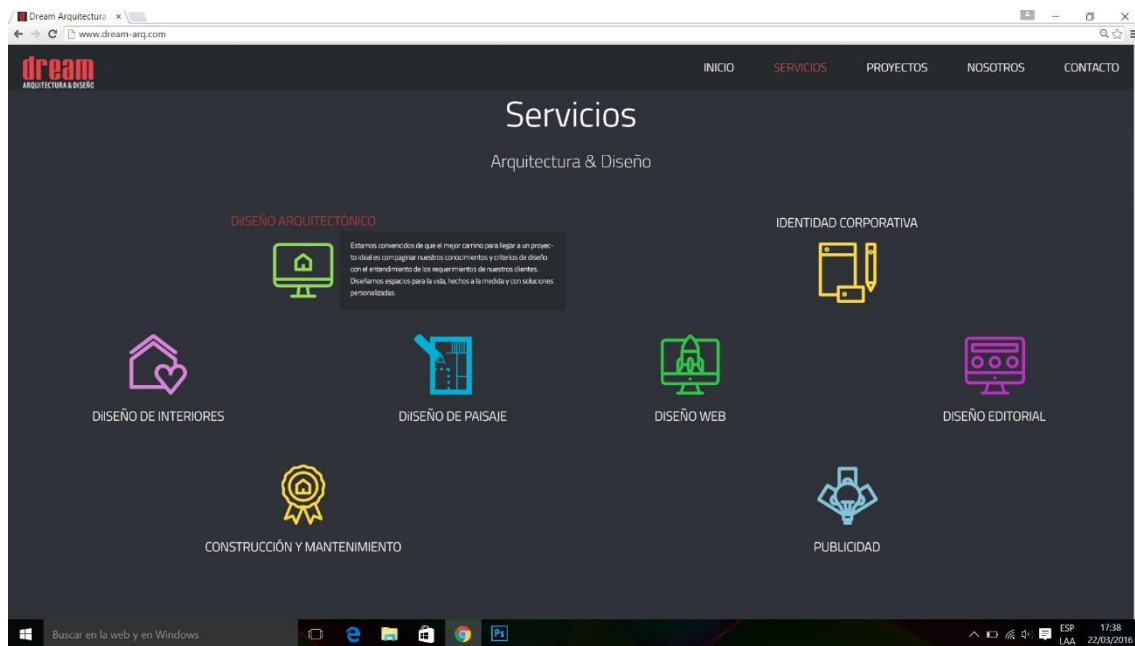 Dream Arquitectura
www.dream-arq.com
dream
ARQUITECTURA & DISEÑO
INICIO
SERVICIOS
PROYECTOS
NOSOTROS
CONTACTO
Servicios
Arquitectura & Diseño
DiISEÑO ARQUITECTÓNICO
Estamos convencidos de que el mejor camino para llegar a un proyec-
to ideal es compaginar nuestros conocimientos y criterios de diseño
con el entendimiento de los requerimientos de nuestros clientes.
Diseñamos espacios para la vida, hechos a la medida y con soluciones
personalizadas.
IDENTIDAD CORPORATIVA
DiISEÑO DE INTERIORES
DiISEÑO DE PAISAJE
DISEÑO WEB
DISEÑO EDITORIAL
CONSTRUCCIÓN Y MANTENIMIENTO
PUBLICIDAD
Buscar en la web y en Windows
Ps
ESP
LAA
17:38
22/03/2016